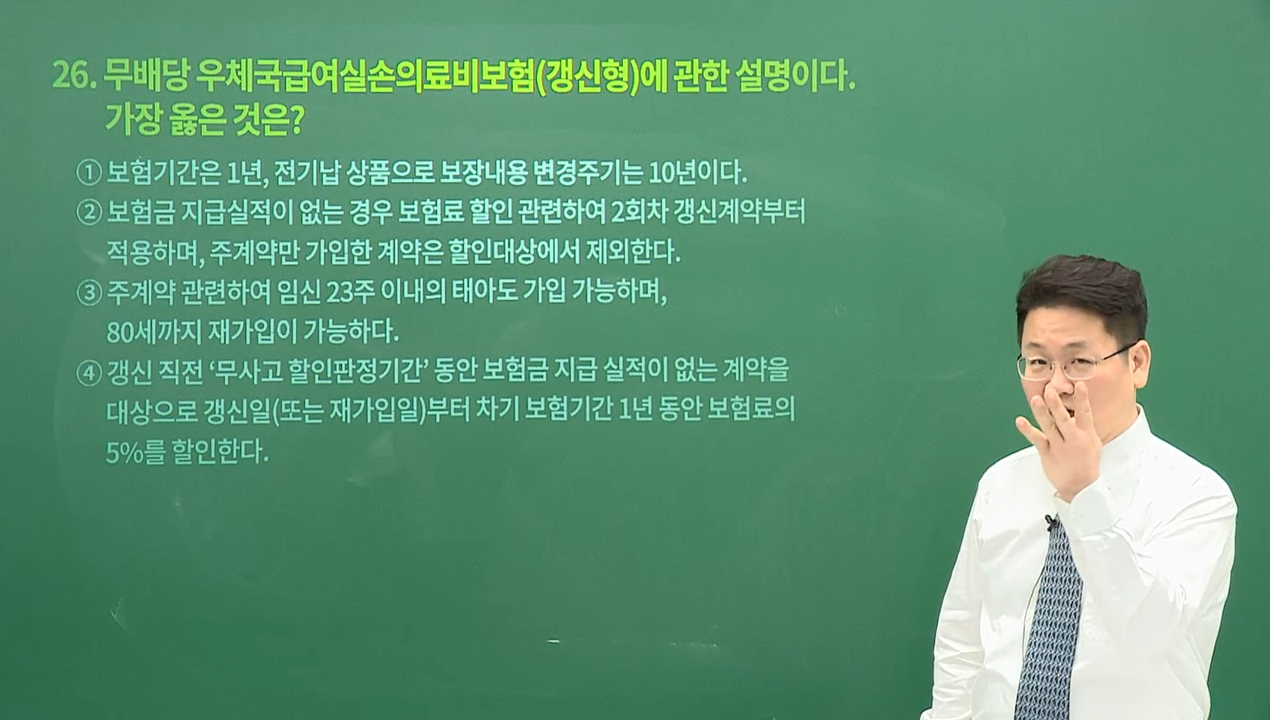 26. 무배당 우체국급여실손의료비보험(갱신형)에 관한 설명이다.
가장 옳은 것은?
① 보험기간은 1년, 전기납 상품으로 보장내용 변경주기는 10년이다.
② 보험금 지급실적이 없는 경우 보험료 할인 관련하여 2회차 갱신계약부터
적용하며, 주계약만 가입한 계약은 할인대상에서 제외한다.
③ 주계약 관련하여 임신 23주 이내의 태아도 가입 가능하며,
80세까지 재가입이 가능하다.
④ 갱신 직전 ‘무사고 할인판정기간’ 동안 보험금 지급 실적이 없는 계약을
대상으로 갱신일(또는 재가입일)부터 차기 보험기간 1년 동안 보험료의
5%를 할인한다.